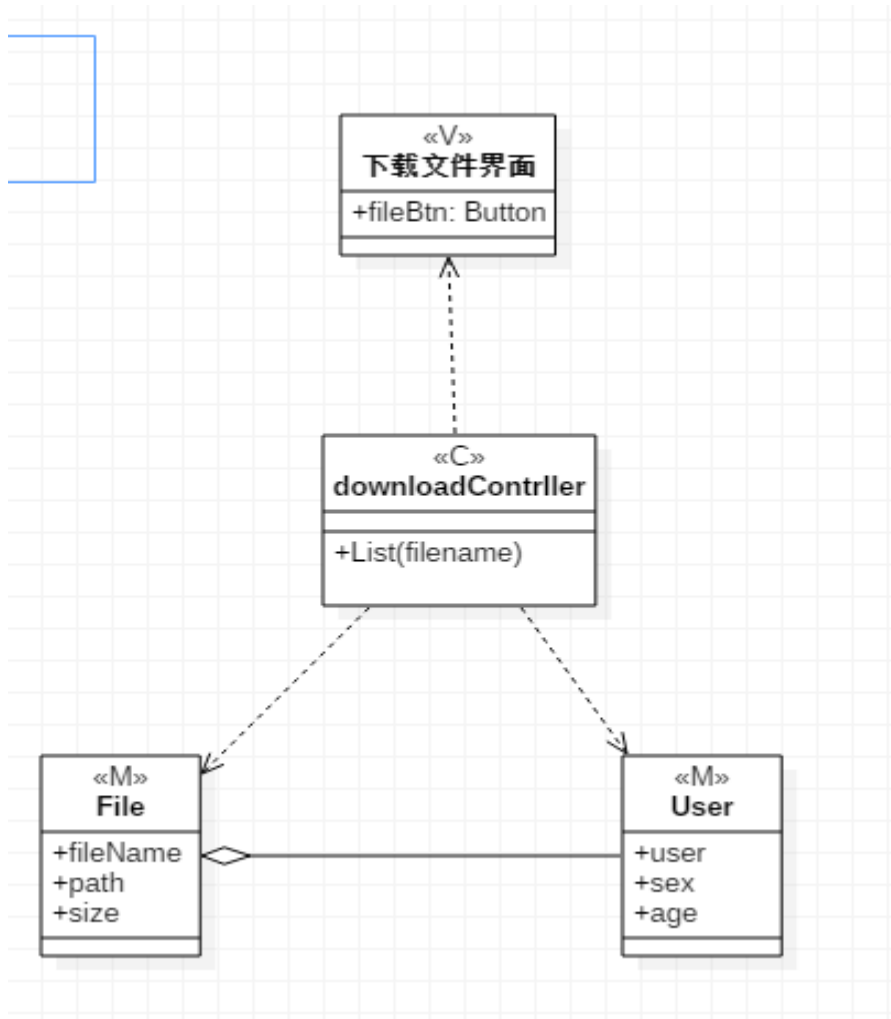 «V»
下载文件界面
+fileBtn: Button
«C»
downloadContrller
+List(filename)
«M»
File
+fileName
+path
+size
«M»
User
+user
+sex
+age